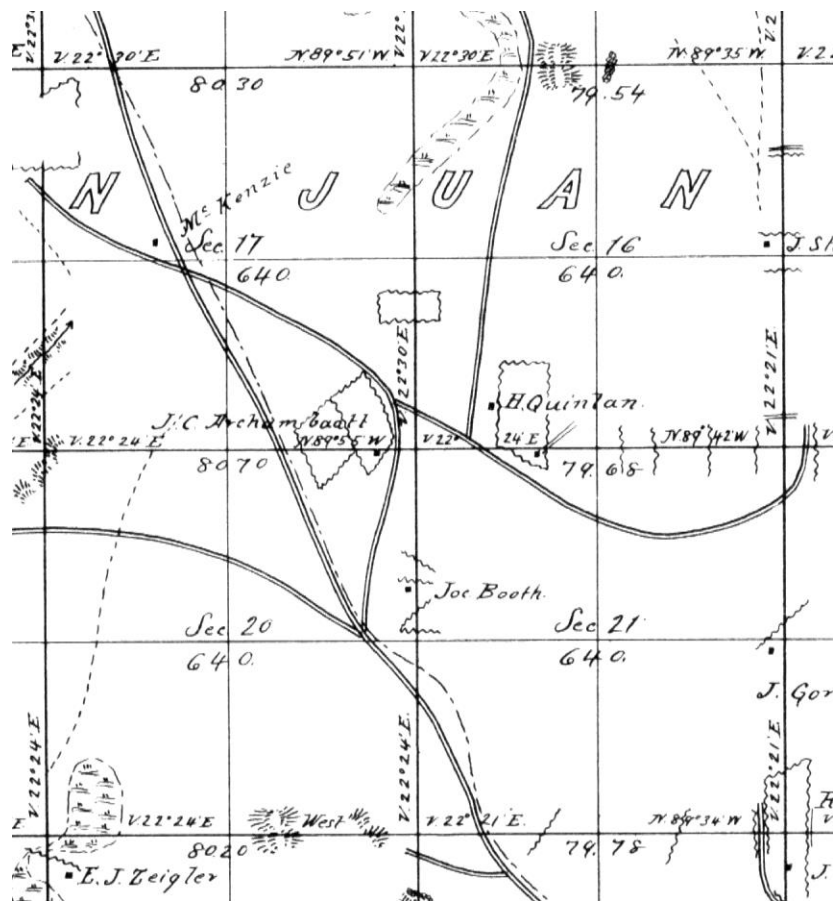 V. 22° 30' E
N. 89° 51' W.
V. 22° 30' E
N. 89° 35' W.
80 30
79.54
N J U A N
Mc Kenzie
Sec. 17
640.
Sec. 16
640.
J. Sh
22° 30' E
V. 22° 21' E
V. 22° 24' E
J. C. Archambault
H. Quinlan.
V. 22° 24' E
N 89° 55' W
V 22° 24' E
N. 89° 42' W
80 70
79.68
Joe Booth.
Sec 20
640.
Sec 21
640.
J. Gor
V. 22° 24' E.
V. 22° 24' E.
V. 22° 21' E
V. 22° 24' E
West
V. 22° 21' E.
N. 89° 34' W
80 20
79.78
E. J. Zeigler
J.